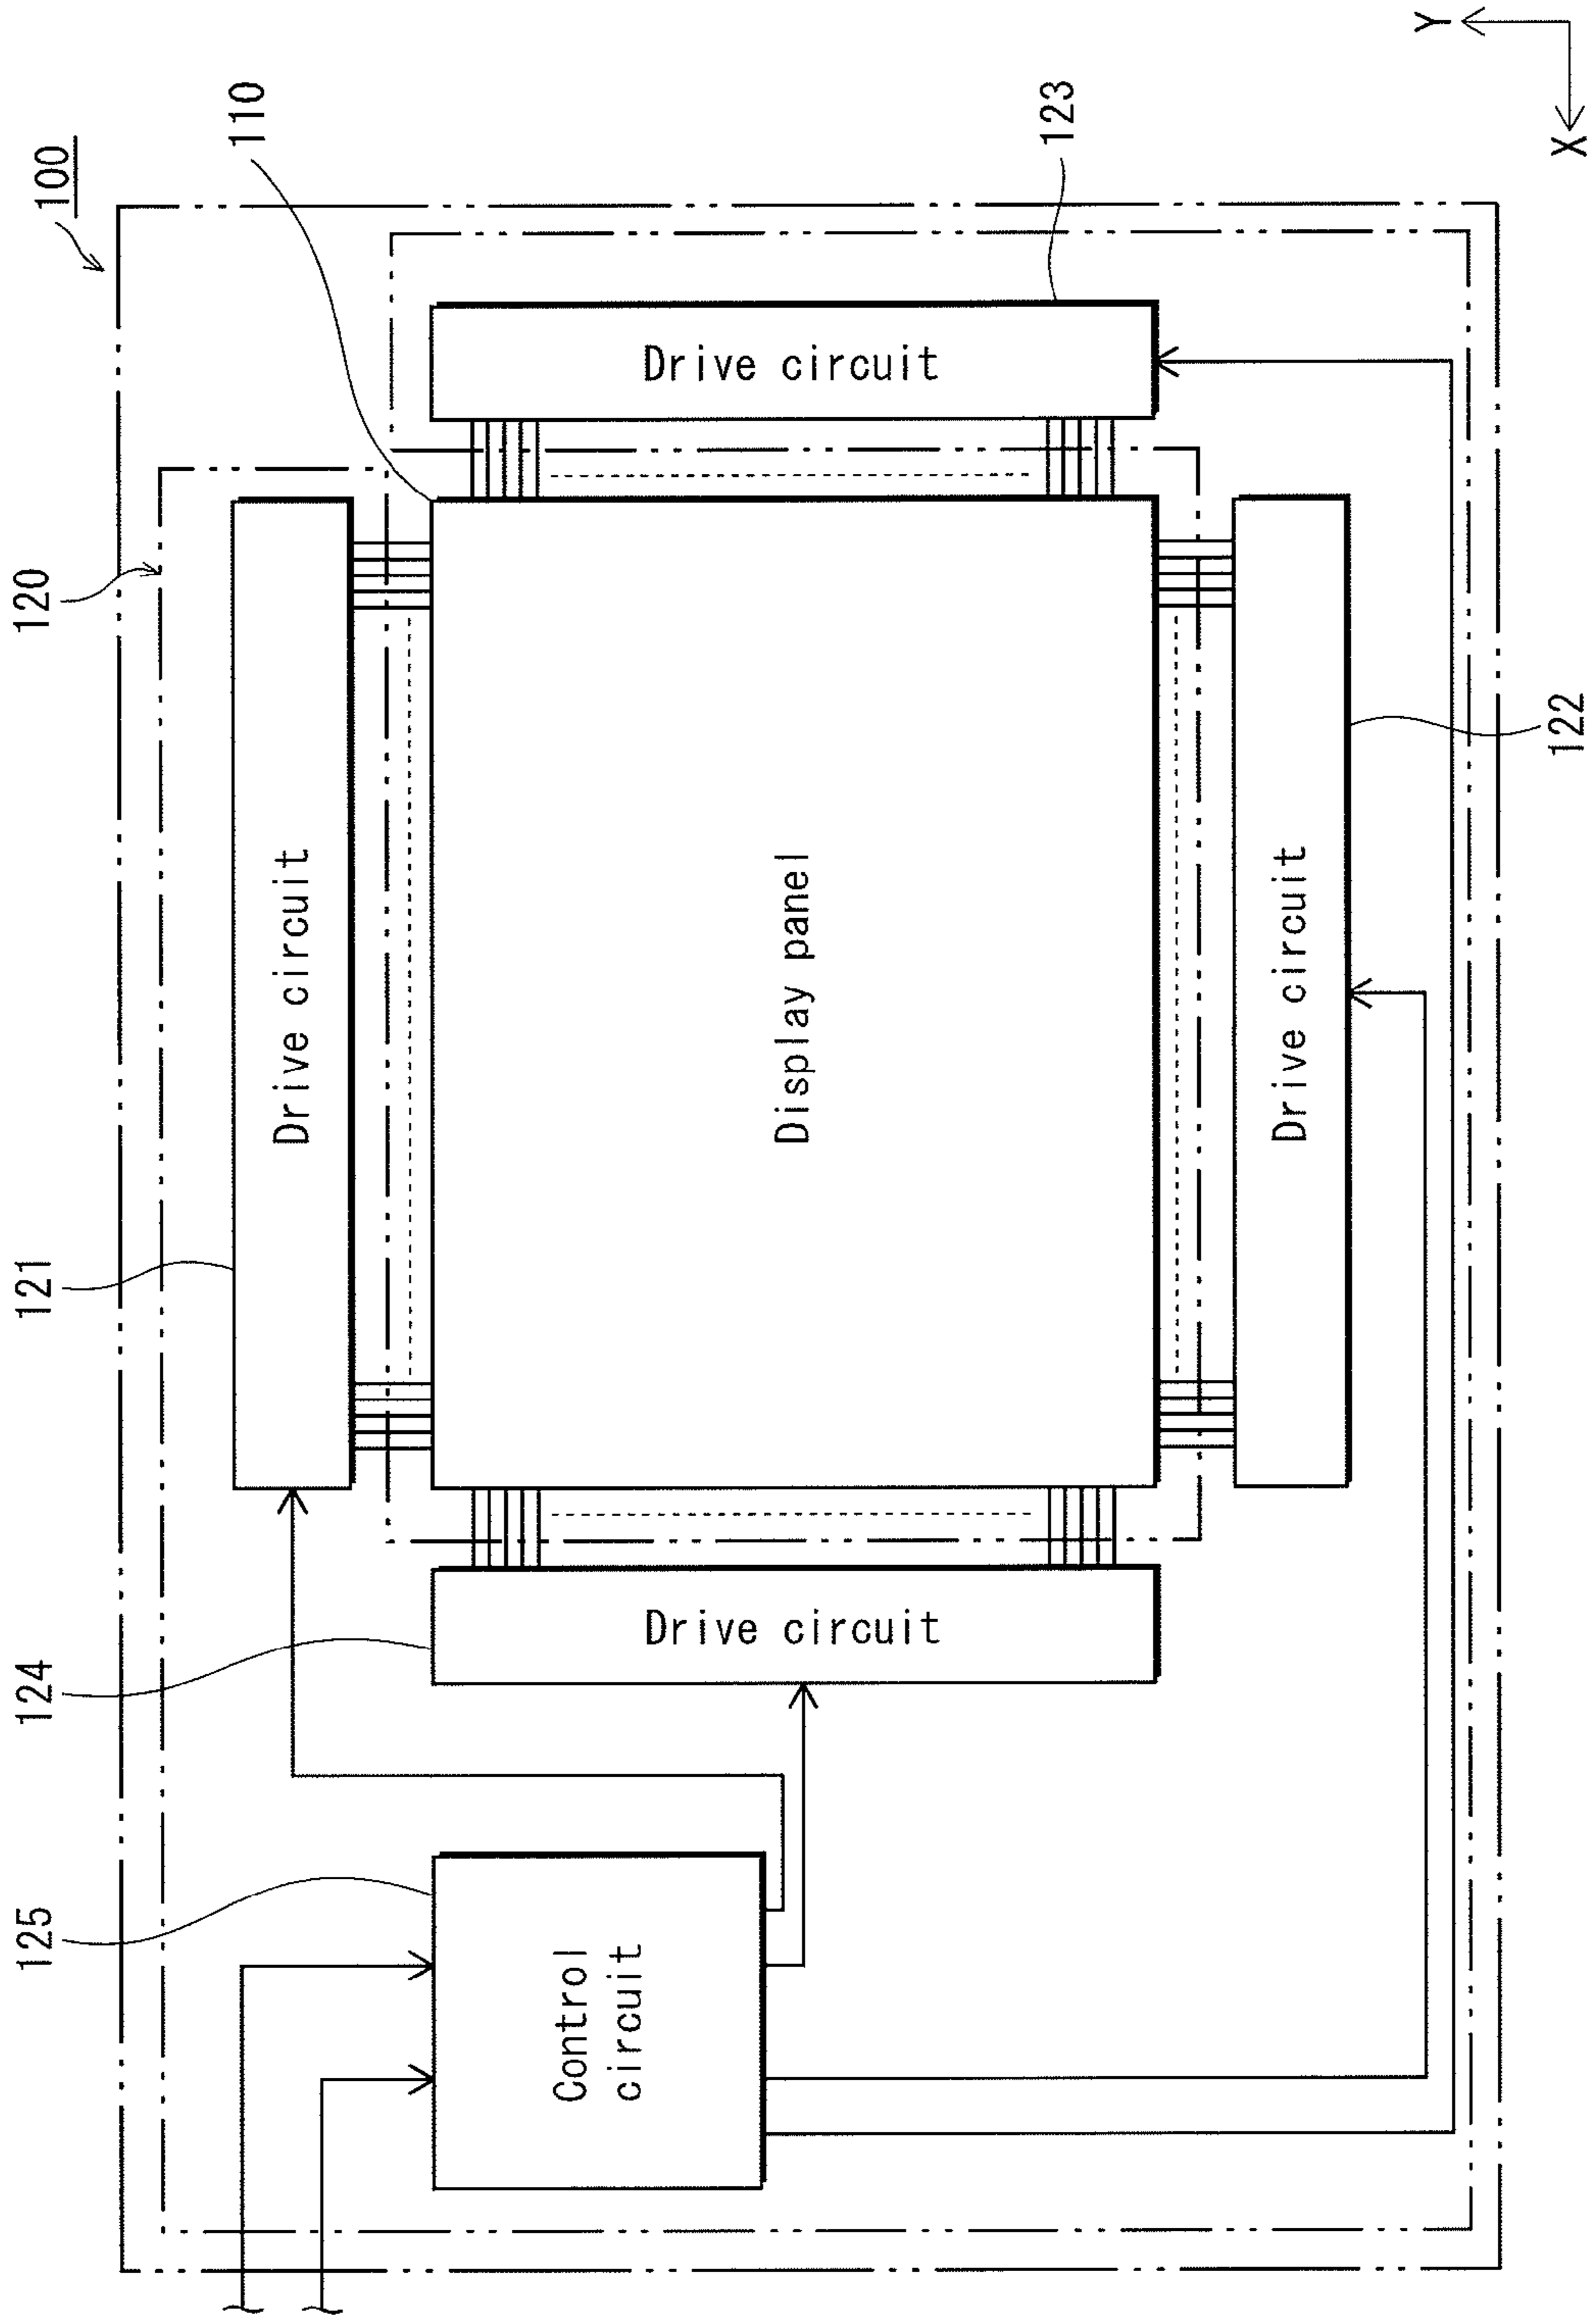 100
110
120
123
Drive circuit
121
Drive circuit
Display panel
Drive circuit
122
124
Drive circuit
125
Control
circuit
Y
X